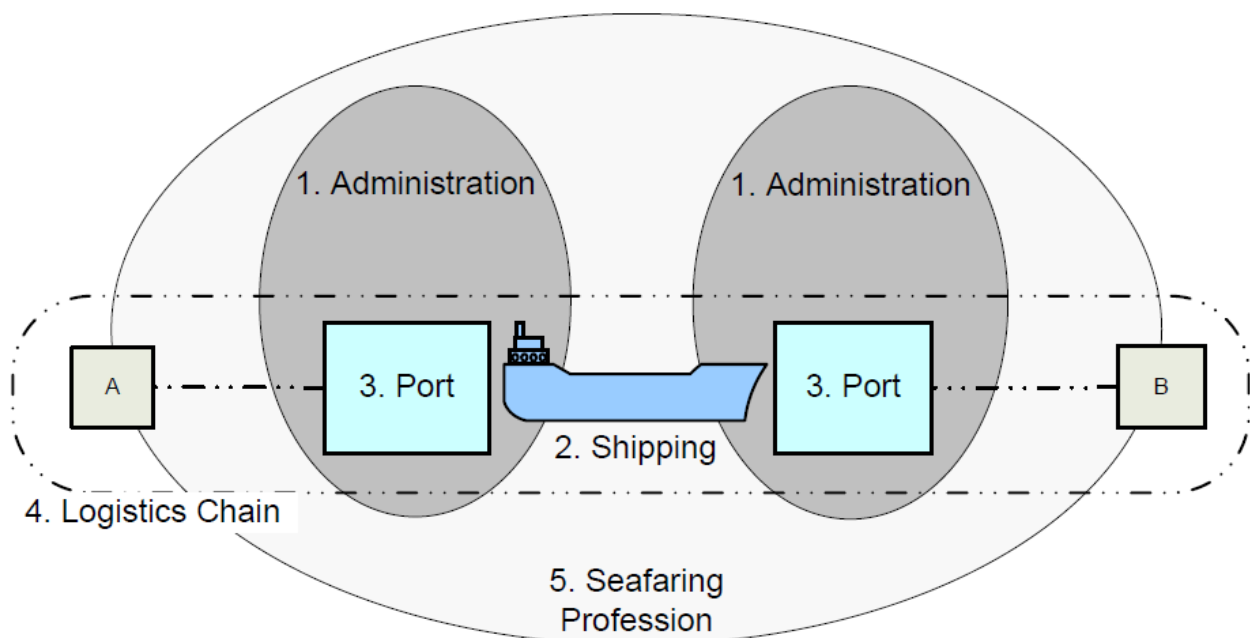 1. Administration
1. Administration
A
3. Port
3. Port
B
2. Shipping
4. Logistics Chain
5. Seafaring
Profession